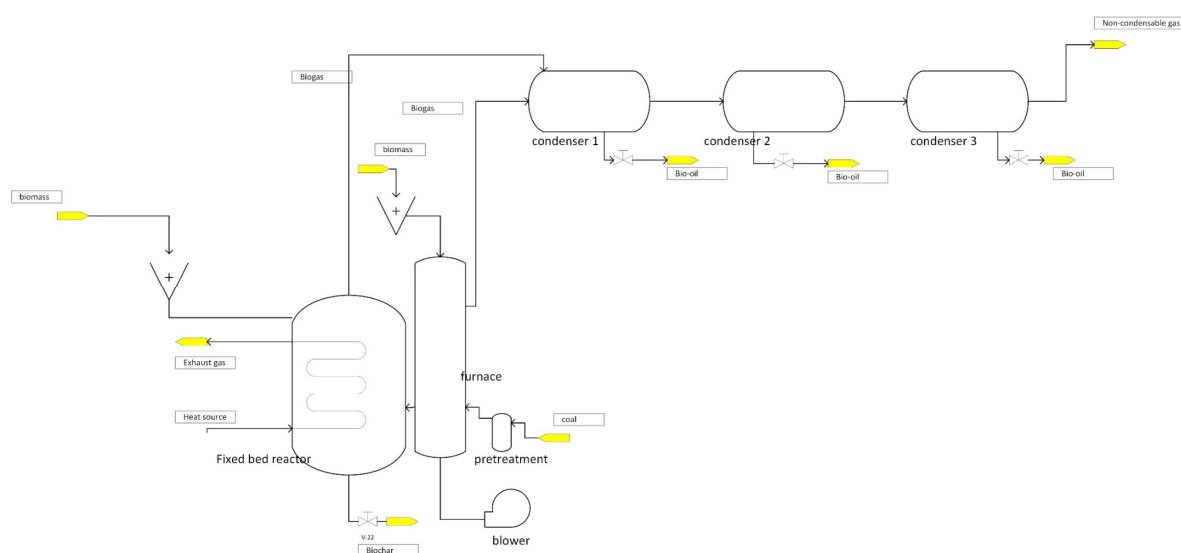 Non-condensable gas
Biogas
Biogas
condenser 1
condenser 2
condenser 3
biomass
Bio-oil
Bio-oil
Bio-oil
biomass
+
+
Exhaust gas
furnace
Heat source
coal
Fixed bed reactor
pretreatment
V-22
blower
Biochar